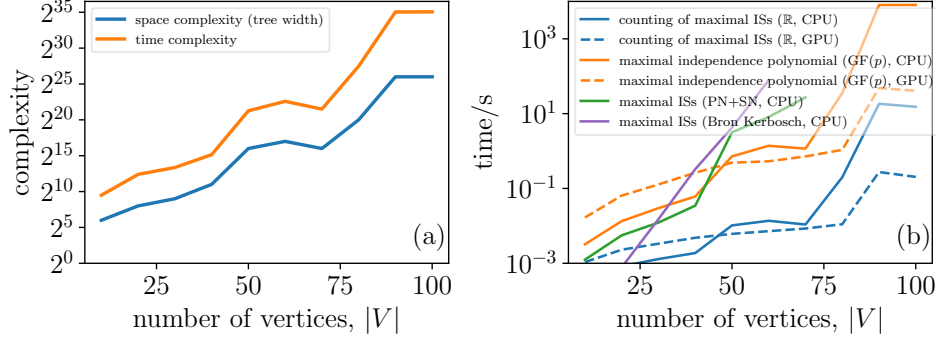 2^35
2^30
2^25
2^20
2^15
2^10
2^5
2^0
complexity
space complexity (tree width)
time complexity
(a)
25 50 75 100
number of vertices, |V|
10^3
10^1
10^−1
10^−3
time/s
counting of maximal ISs (ℝ, CPU)
counting of maximal ISs (ℝ, GPU)
maximal independence polynomial (GF(p), CPU)
maximal independence polynomial (GF(p), GPU)
maximal ISs (PN+SN, CPU)
maximal ISs (Bron Kerbosch, CPU)
(b)
25 50 75 100
number of vertices, |V|